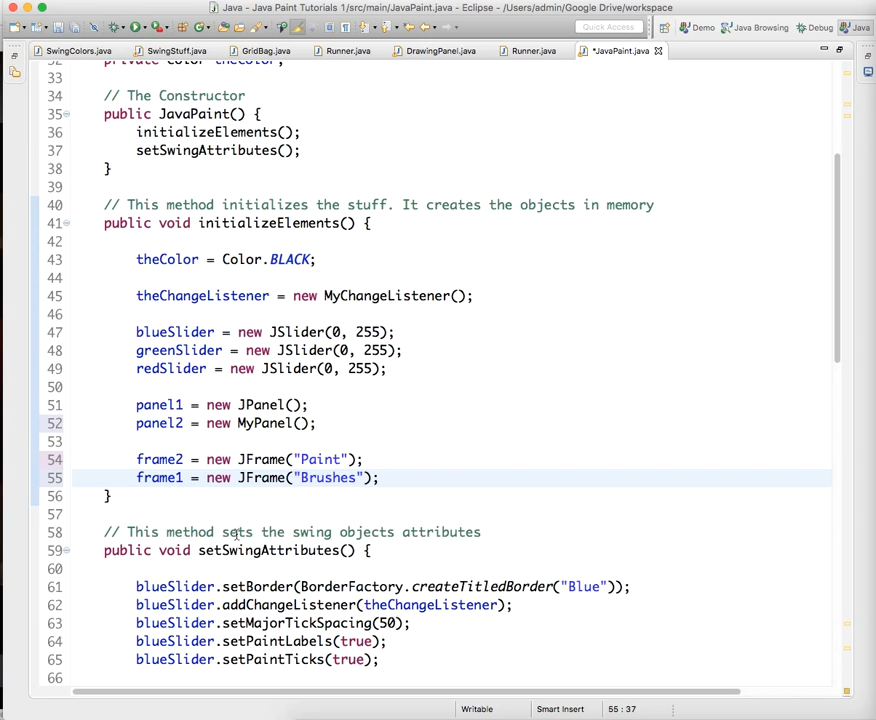 Java - Java Paint Tutorials 1/src/main/JavaPaint.java - Eclipse - /Users/admin/Google Drive/workspace
Quick Access Demo Java Browsing Debug Java
SwingColors.java SwingStuff.java GridBag.java Runner.java DrawingPanel.java Runner.java *JavaPaint.java
32 private Color theColor;
33
34 // The Constructor
35 public JavaPaint() {
36 initializeElements();
37 setSwingAttributes();
38 }
39
40 // This method initializes the stuff. It creates the objects in memory
41 public void initializeElements() {
42
43 theColor = Color.BLACK;
44
45 theChangeListener = new MyChangeListener();
46
47 blueSlider = new JSlider(0, 255);
48 greenSlider = new JSlider(0, 255);
49 redSlider = new JSlider(0, 255);
50
51 panel1 = new JPanel();
52 panel2 = new MyPanel();
53
54 frame2 = new JFrame("Paint");
55 frame1 = new JFrame("Brushes");
56 }
57
58 // This method sets the swing objects attributes
59 public void setSwingAttributes() {
60
61 blueSlider.setBorder(BorderFactory.createTitledBorder("Blue"));
62 blueSlider.addChangeListener(theChangeListener);
63 blueSlider.setMajorTickSpacing(50);
64 blueSlider.setPaintLabels(true);
65 blueSlider.setPaintTicks(true);
66
Writable Smart Insert 55 : 37